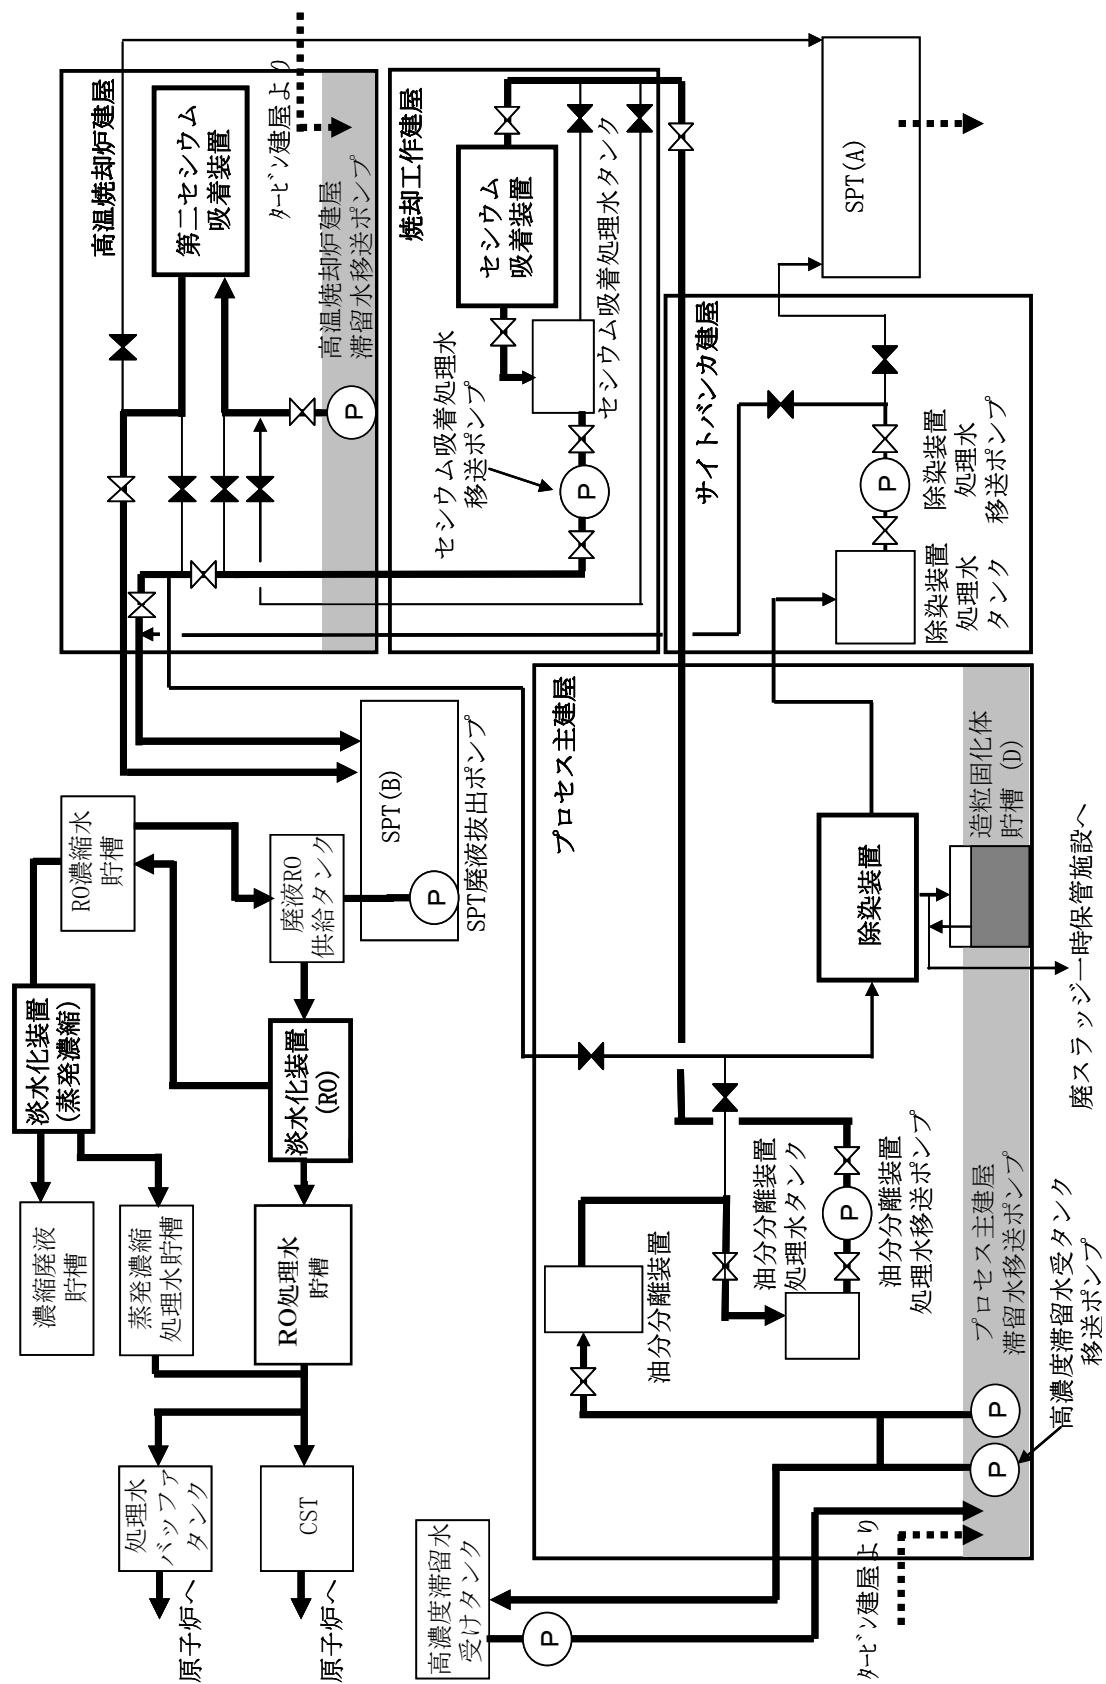 高温焼却炉建屋
第二セシウム
吸着装置
タービン建屋より
高温焼却炉建屋
滞留水移送ポンプ
P
焼却工作建屋
セシウム
吸着装置
セシウム吸着処理水タンク
セシウム吸着処理水
移送ポンプ
P
SPT(A)
サイトバンカ建屋
P
除染装置
処理水
移送ポンプ
除染装置
処理水
タンク
SPT(B)
P
SPT廃液抜出ポンプ
RO濃縮水
貯槽
廃液RO
供給タンク
淡水化装置
(蒸発濃縮)
淡水化装置
(RO)
濃縮廃液
貯槽
蒸発濃縮
処理水貯槽
RO処理水
貯槽
処理水
バッファ
タンク
CST
原子炉へ
原子炉へ
プロセス主建屋
除染装置
造粒固化体
貯槽(D)
廃スラッジ一時保管施設へ
油分分離装置
油分分離装置
処理水タンク
P
油分分離装置
処理水移送ポンプ
プロセス主建屋
滞留水移送ポンプ
P
P
高濃度滞留水受タンク
移送ポンプ
高濃度滞留水
受けタンク
P
タービン建屋より